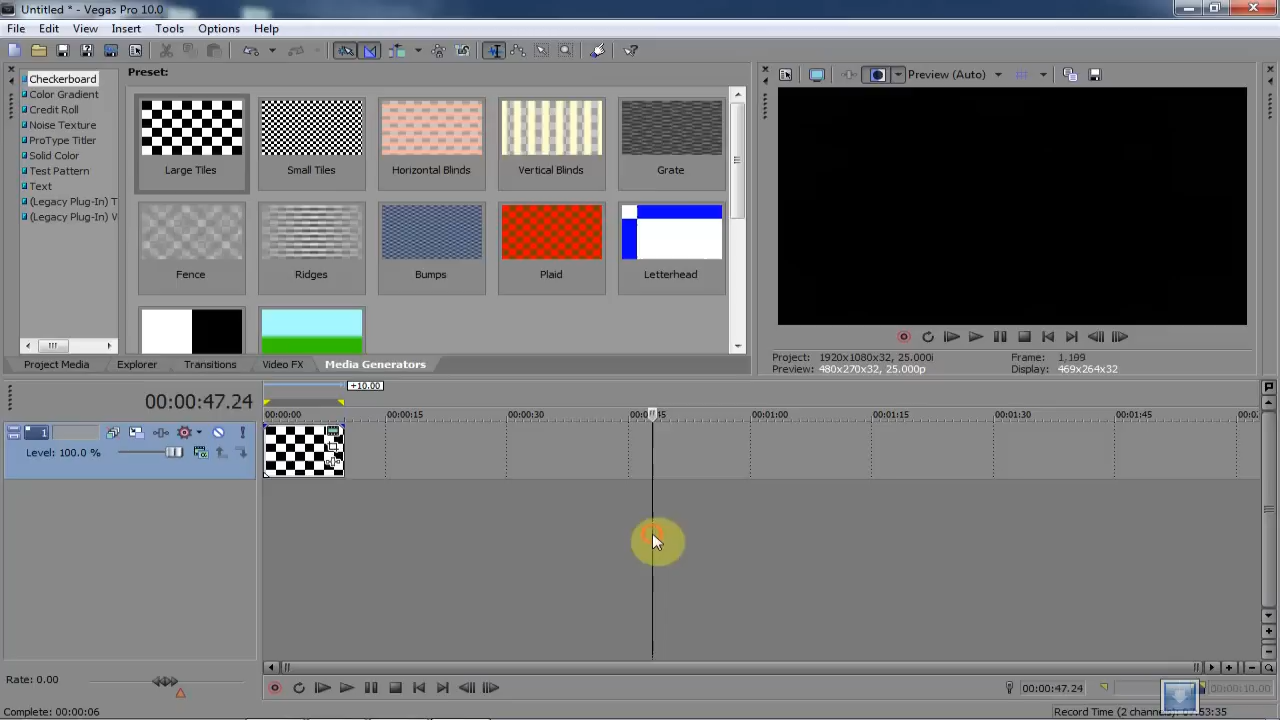 Untitled * - Vegas Pro 10.0
File Edit View Insert Tools Options Help
Preset:
Checkerboard
Color Gradient
Credit Roll
Noise Texture
ProType Titler
Solid Color
Test Pattern
Text
(Legacy Plug-In) T
(Legacy Plug-In) V
Large Tiles
Small Tiles
Horizontal Blinds
Vertical Blinds
Grate
Fence
Ridges
Bumps
Plaid
Letterhead
Project Media
Explorer
Transitions
Video FX
Media Generators
Preview (Auto)
Project: 1920x1080x32, 25.000i
Frame: 1,199
Preview: 480x270x32, 25.000p
Display: 469x264x32
00:00:47.24
+10.00
00:00:00 00:00:15 00:00:30 00:0 :45 00:01:00 00:01:15 00:01:30 00:01:45 00:0
1
Level: 100.0 %
Rate: 0.00
00:00:47.24
00:00:10.00
Complete: 00:00:06
Record Time (2 channels):
:53:35